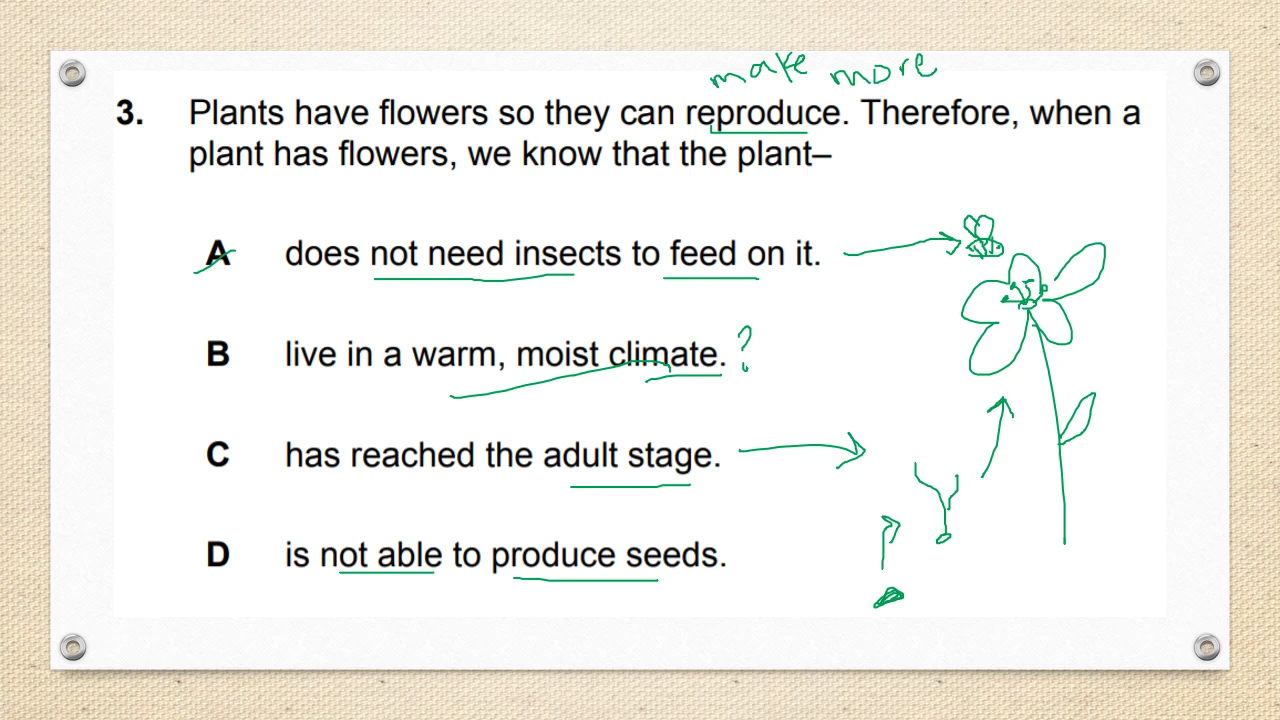 make more
3. Plants have flowers so they can reproduce. Therefore, when a
plant has flowers, we know that the plant–
A does not need insects to feed on it.
B live in a warm, moist climate. ?
C has reached the adult stage.
D is not able to produce seeds.